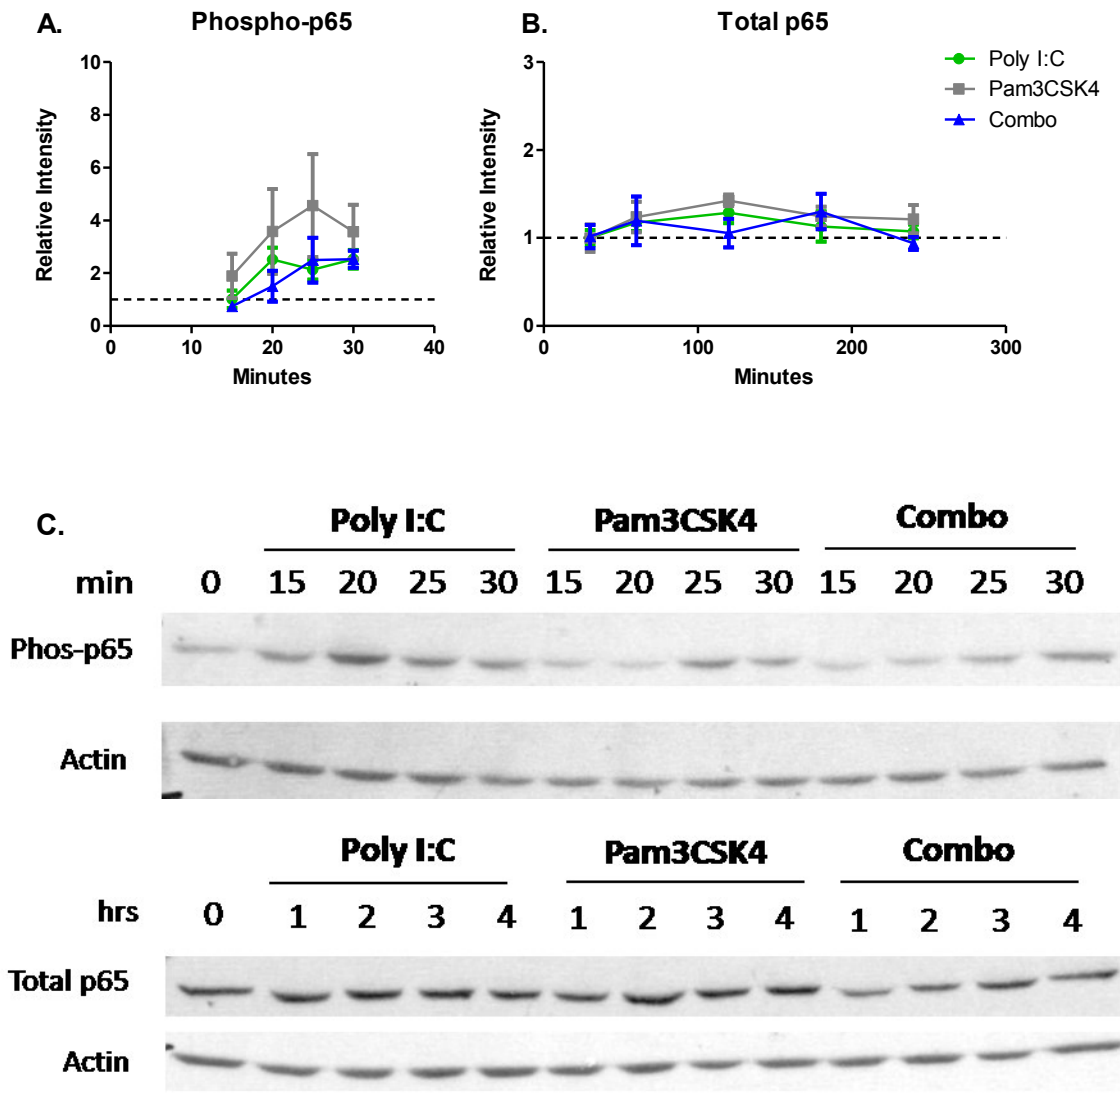 A. Phospho-p65
B. Total p65
Poly I:C
Pam3CSK4
Combo
Relative Intensity
10
8
6
4
2
0
0 10 20 30 40
Minutes
Relative Intensity
3
2
1
0
0 100 200 300
Minutes
C.
Poly I:C Pam3CSK4 Combo
min 0 15 20 25 30 15 20 25 30 15 20 25 30
Phos-p65
Actin
Poly I:C Pam3CSK4 Combo
hrs 0 1 2 3 4 1 2 3 4 1 2 3 4
Total p65
Actin